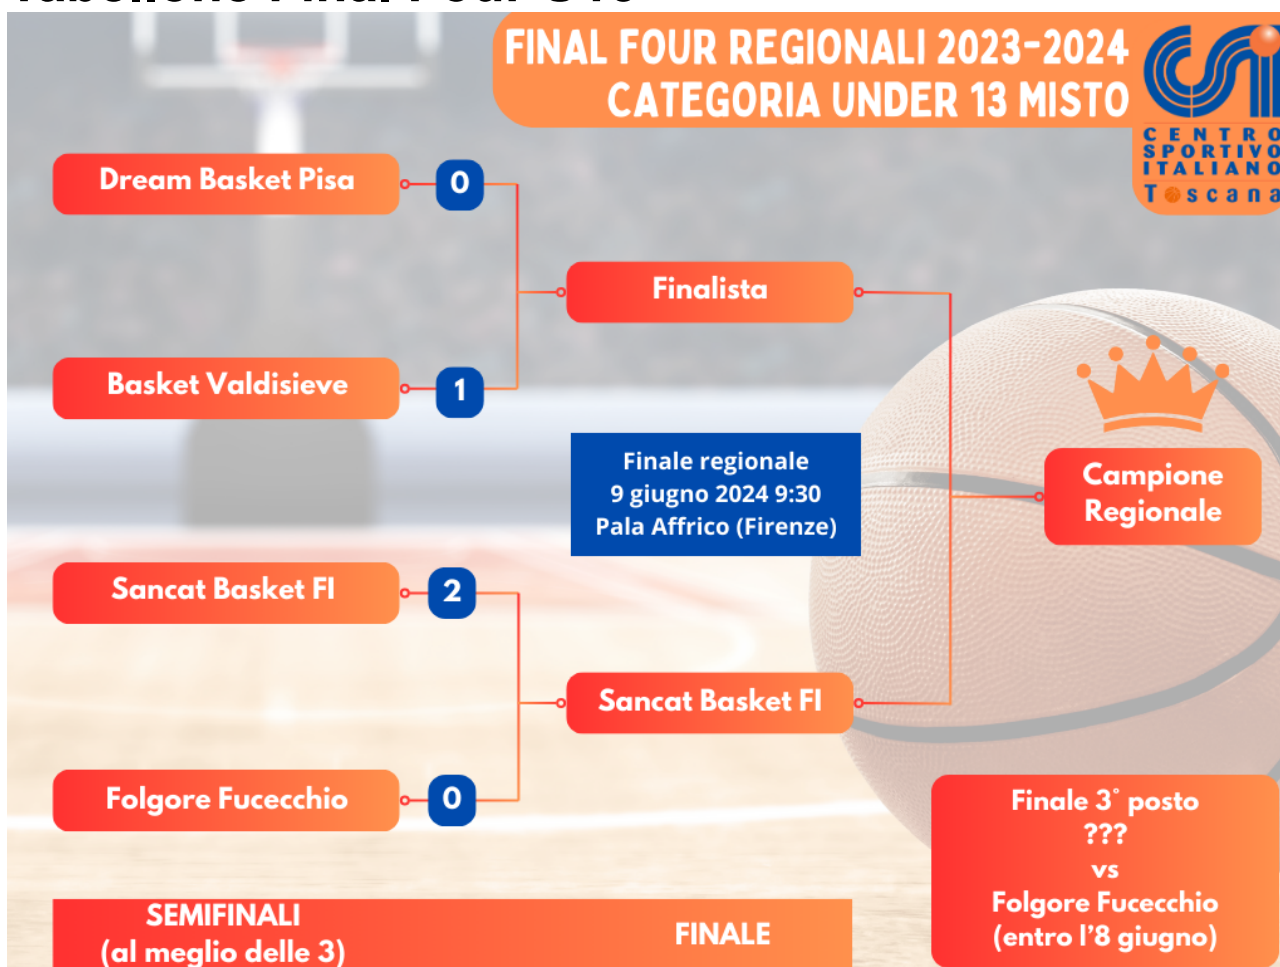 FINAL FOUR REGIONALI 2023-2024
CATEGORIA UNDER 13 MISTO
CENTRO
SPORTIVO
ITALIANO
Toscana
Dream Basket Pisa
0
Finalista
Basket Valdisieve
1
Finale regionale
9 giugno 2024 9:30
Pala Affrico (Firenze)
Campione
Regionale
Sancat Basket FI
2
Sancat Basket FI
Folgore Fucecchio
0
Finale 3° posto
???
vs
Folgore Fucecchio
(entro l'8 giugno)
SEMIFINALI
(al meglio delle 3)
FINALE